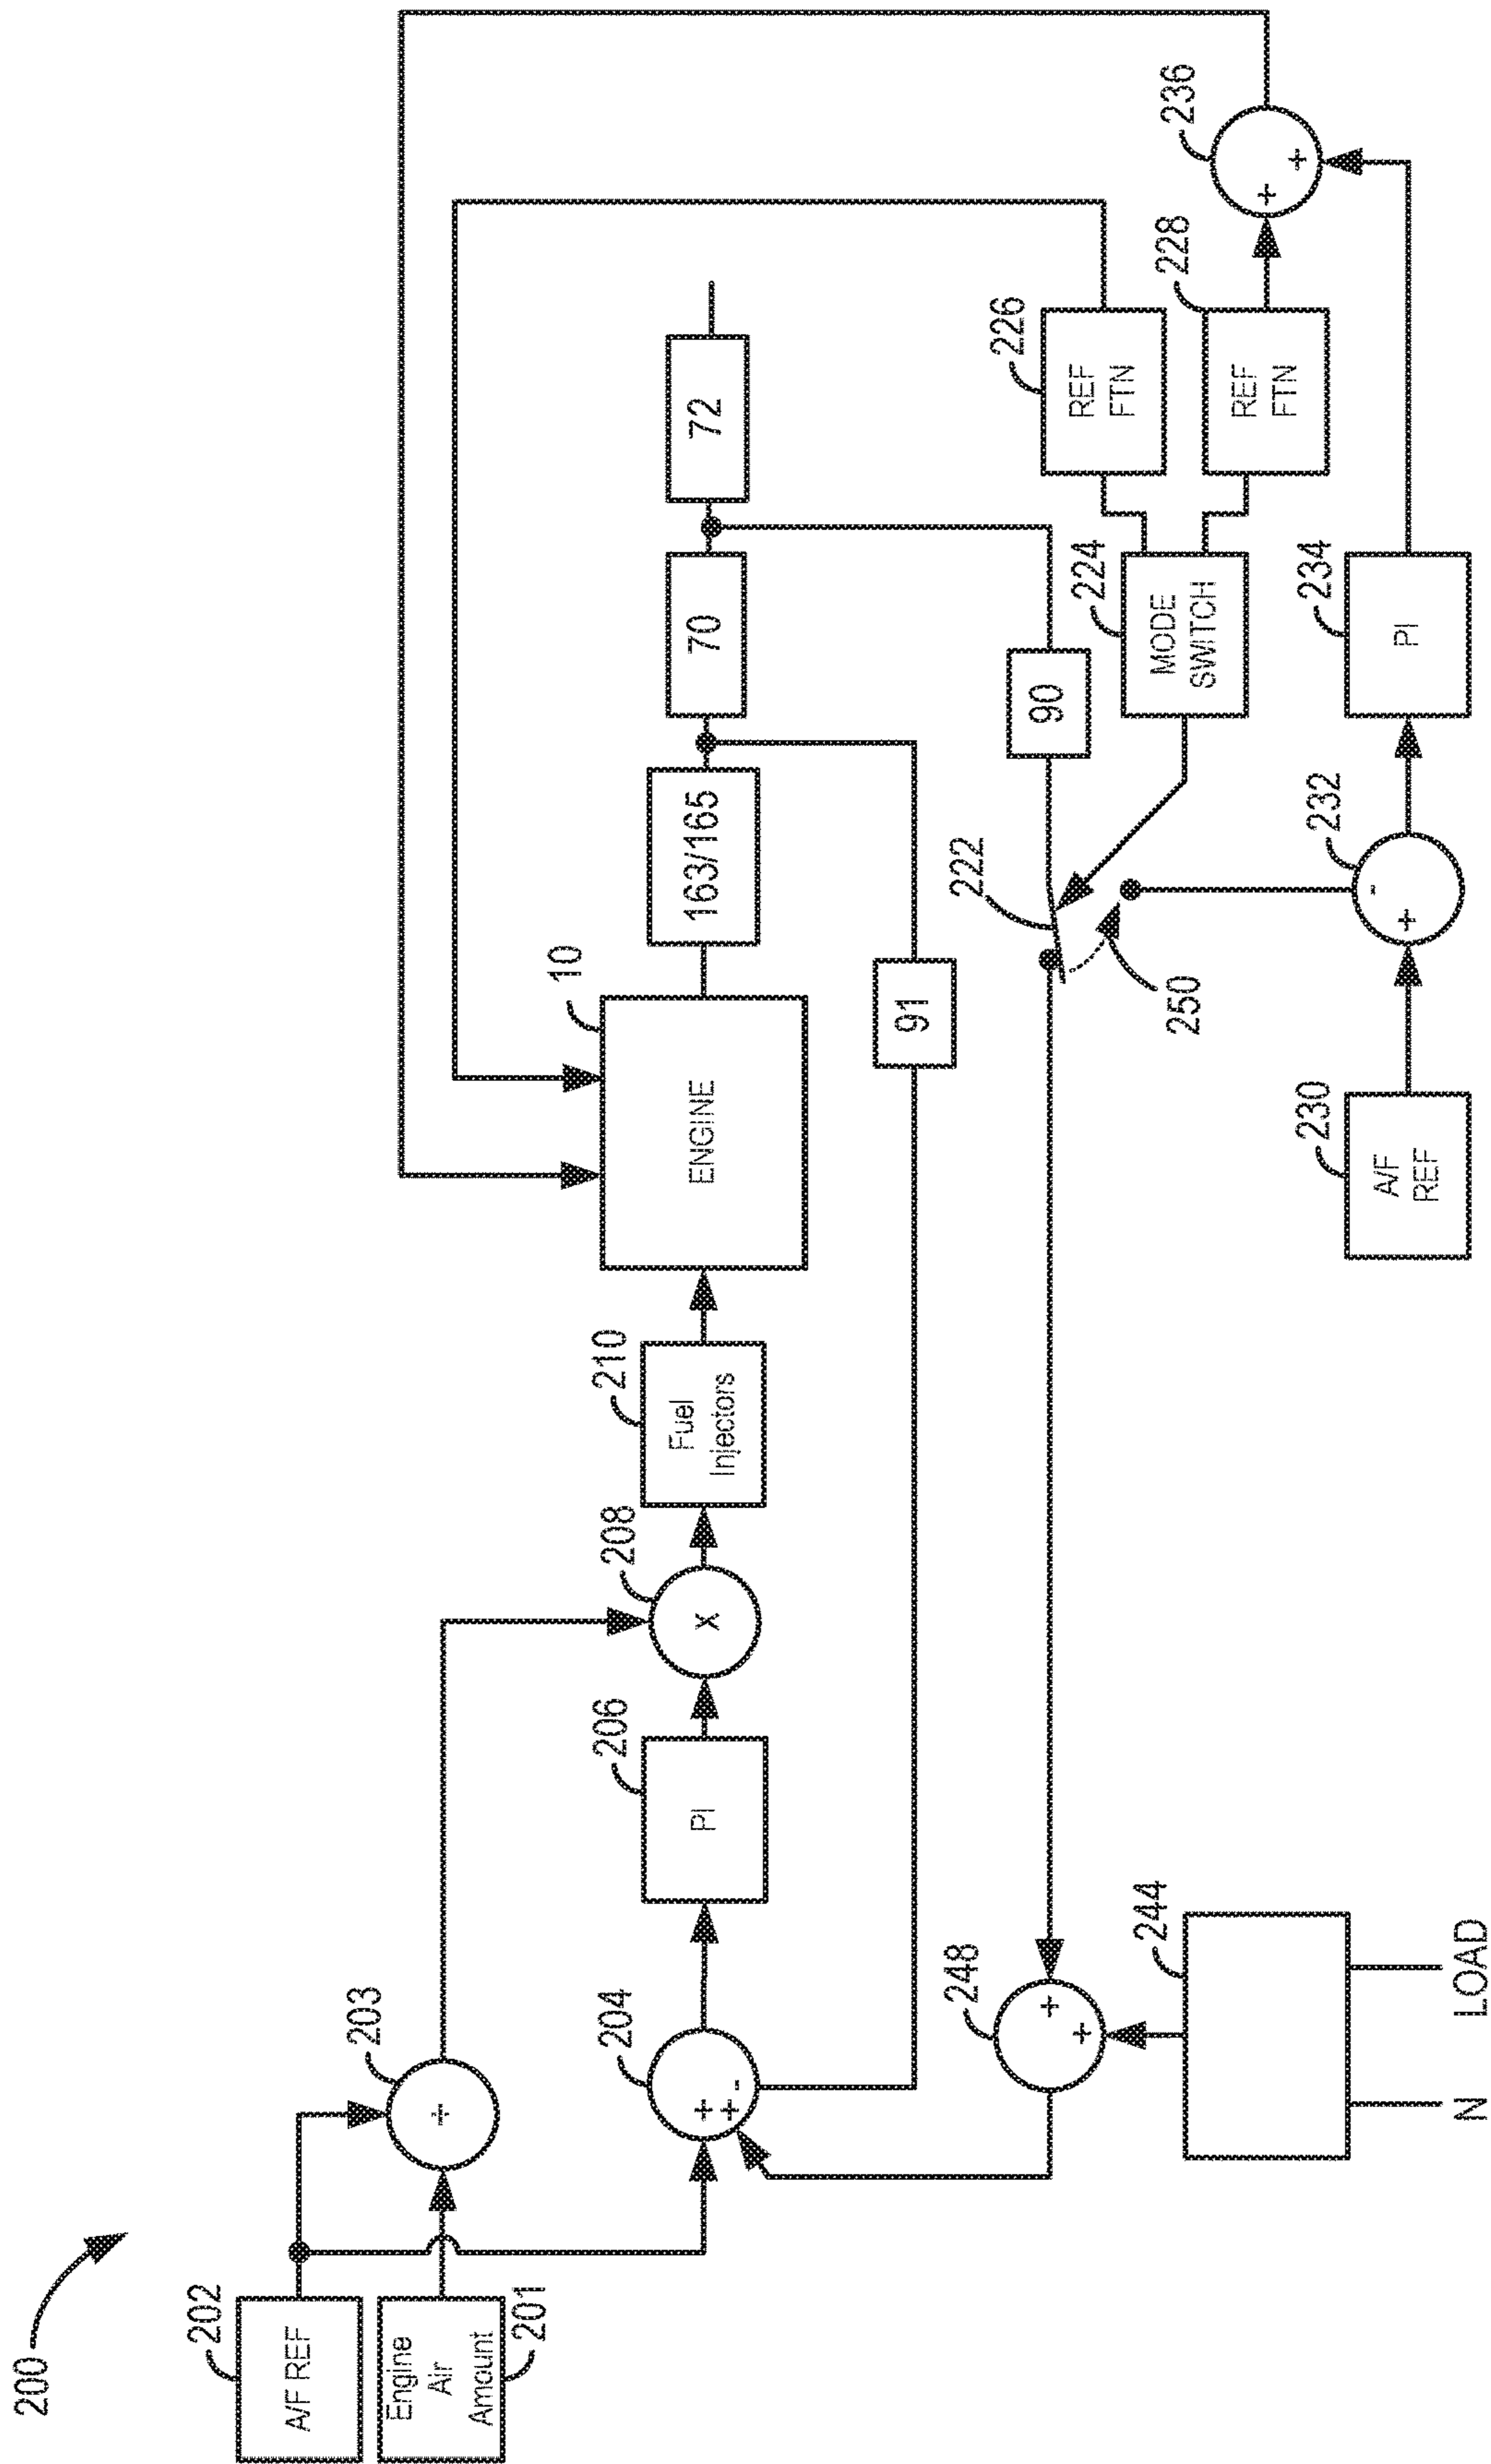 200
202
A/F REF
Engine
Air
Amount
201
203
÷
204
+
+
-
206
PI
208
X
210
Fuel
Injectors
10
ENGINE
163/165
70
72
91
90
222
250
224
MODE
SWITCH
226
REF
FTN
228
REF
FTN
236
+
+
230
A/F
REF
232
+
-
234
PI
248
+
+
244
N
LOAD